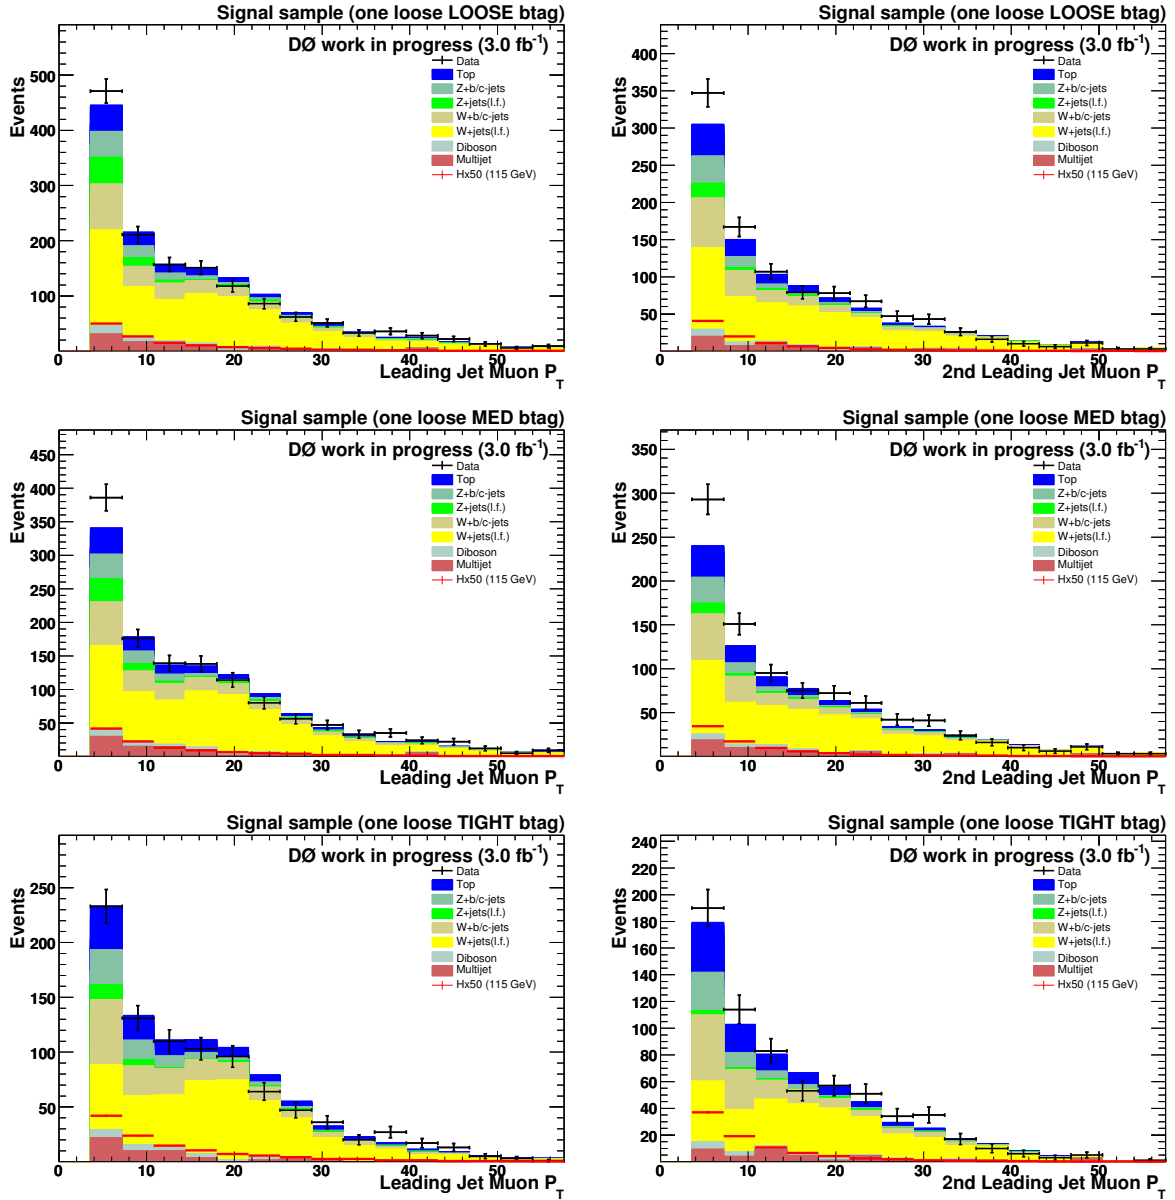 Signal sample (one loose LOOSE btag)
DØ work in progress (3.0 fb-1)
Events
500
400
300
200
100
Data
Top
Z+b/c-jets
Z+jets(l.f.)
W+b/c-jets
W+jets(l.f.)
Diboson
Multijet
Hx50 (115 GeV)
0 10 20 30 40 50
Leading Jet Muon PT
Signal sample (one loose LOOSE btag)
DØ work in progress (3.0 fb-1)
Events
400
350
300
250
200
150
100
50
Data
Top
Z+b/c-jets
Z+jets(l.f.)
W+b/c-jets
W+jets(l.f.)
Diboson
Multijet
Hx50 (115 GeV)
0 10 20 30 40 50
2nd Leading Jet Muon PT
Signal sample (one loose MED btag)
DØ work in progress (3.0 fb-1)
Events
450
400
350
300
250
200
150
100
50
Data
Top
Z+b/c-jets
Z+jets(l.f.)
W+b/c-jets
W+jets(l.f.)
Diboson
Multijet
Hx50 (115 GeV)
0 10 20 30 40 50
Leading Jet Muon PT
Signal sample (one loose MED btag)
DØ work in progress (3.0 fb-1)
Events
350
300
250
200
150
100
50
0
Data
Top
Z+b/c-jets
Z+jets(l.f.)
W+b/c-jets
W+jets(l.f.)
Diboson
Multijet
Hx50 (115 GeV)
0 10 20 30 40 50
2nd Leading Jet Muon PT
Signal sample (one loose TIGHT btag)
DØ work in progress (3.0 fb-1)
Events
250
200
150
100
50
Data
Top
Z+b/c-jets
Z+jets(l.f.)
W+b/c-jets
W+jets(l.f.)
Diboson
Multijet
Hx50 (115 GeV)
0 10 20 30 40 50
Leading Jet Muon PT
Signal sample (one loose TIGHT btag)
DØ work in progress (3.0 fb-1)
Events
240
220
200
180
160
140
120
100
80
60
40
20
Data
Top
Z+b/c-jets
Z+jets(l.f.)
W+b/c-jets
W+jets(l.f.)
Diboson
Multijet
Hx50 (115 GeV)
0 10 20 30 40 50
2nd Leading Jet Muon PT